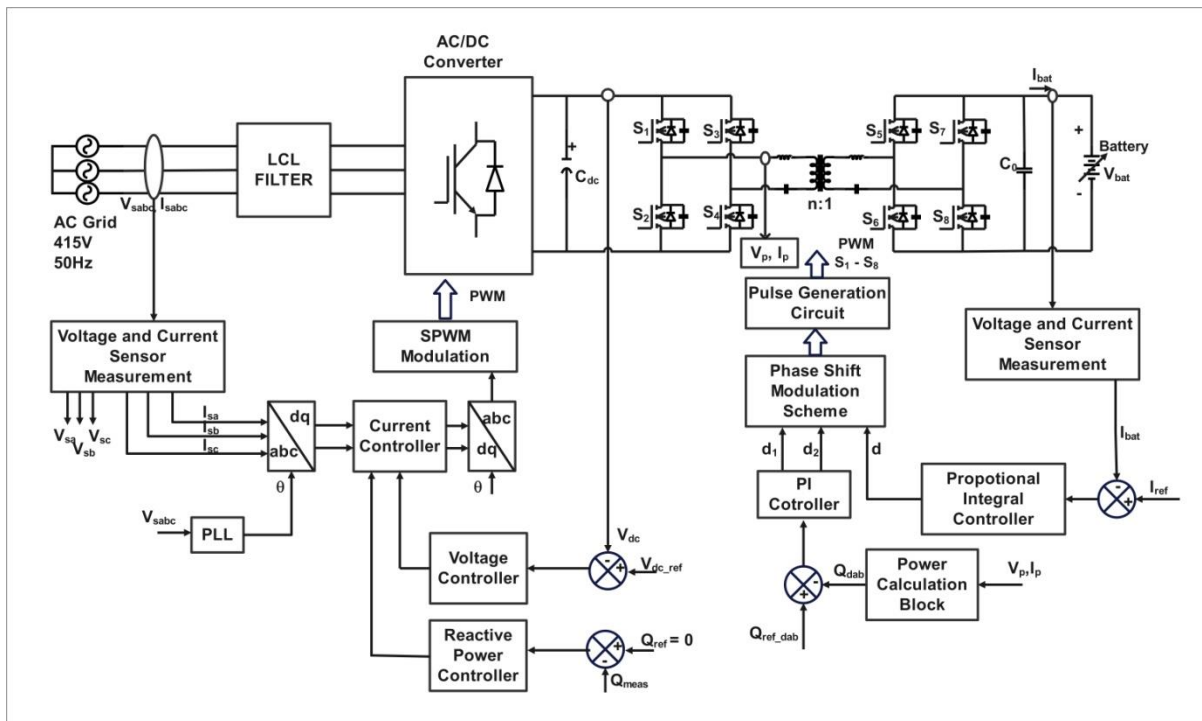 AC/DC
Converter
LCL
FILTER
Vsabc, Isabc
AC Grid
415V
50Hz
+
Cdc
S1
S3
S2
S4
n:1
Vp, Ip
S5
S7
S6
S8
Ibat
C0
+
Battery
Vbat
-
PWM
S1 - S8
PWM
Pulse Generation
Circuit
Voltage and Current
Sensor
Measurement
SPWM
Modulation
Phase Shift
Modulation
Scheme
Voltage and Current
Sensor
Measurement
Vsa
Vsb
Vsc
Isa
Isb
Isc
dq
abc
θ
Current
Controller
abc
dq
θ
d1
d2
d
Ibat
PI
Cotroller
Propotional
Integral
Controller
-
+
Iref
Vsabc
PLL
Vdc
Voltage
Controller
-
+
Vdc_ref
Qdab
-
+
Power
Calculation
Block
Vp,Ip
Qref_dab
Reactive
Power
Controller
+
-
Qref = 0
Qmeas